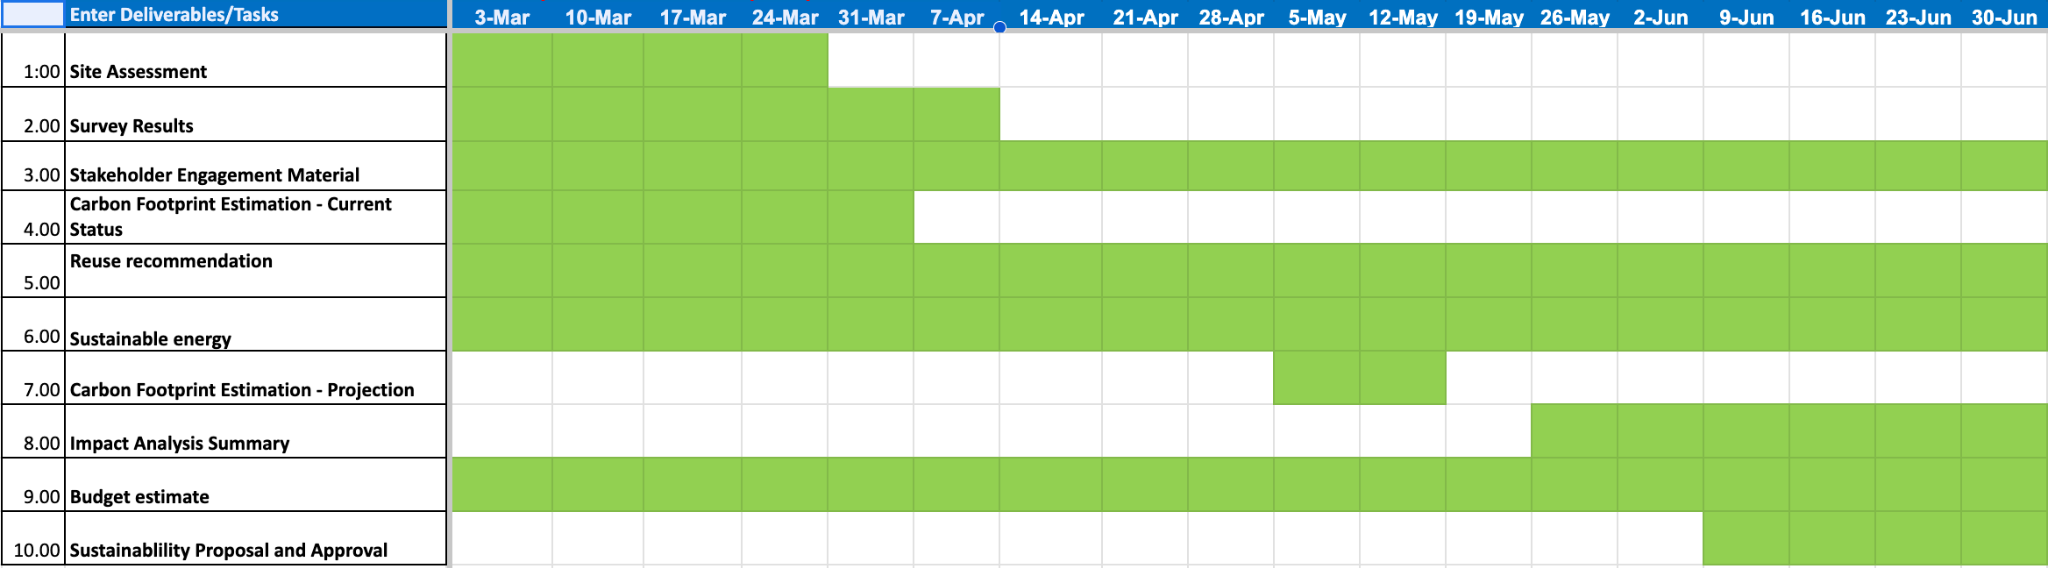 Enter Deliverables/Tasks 3-Mar 10-Mar 17-Mar 24-Mar 31-Mar 7-Apr 14-Apr 21-Apr 28-Apr 5-May 12-May 19-May 26-May 2-Jun 9-Jun 16-Jun 23-Jun 30-Jun
1:00 Site Assessment
2.00 Survey Results
3.00 Stakeholder Engagement Material
Carbon Footprint Estimation - Current
4.00 Status
Reuse recommendation
5.00
6.00 Sustainable energy
7.00 Carbon Footprint Estimation - Projection
8.00 Impact Analysis Summary
9.00 Budget estimate
10.00 Sustainablility Proposal and Approval